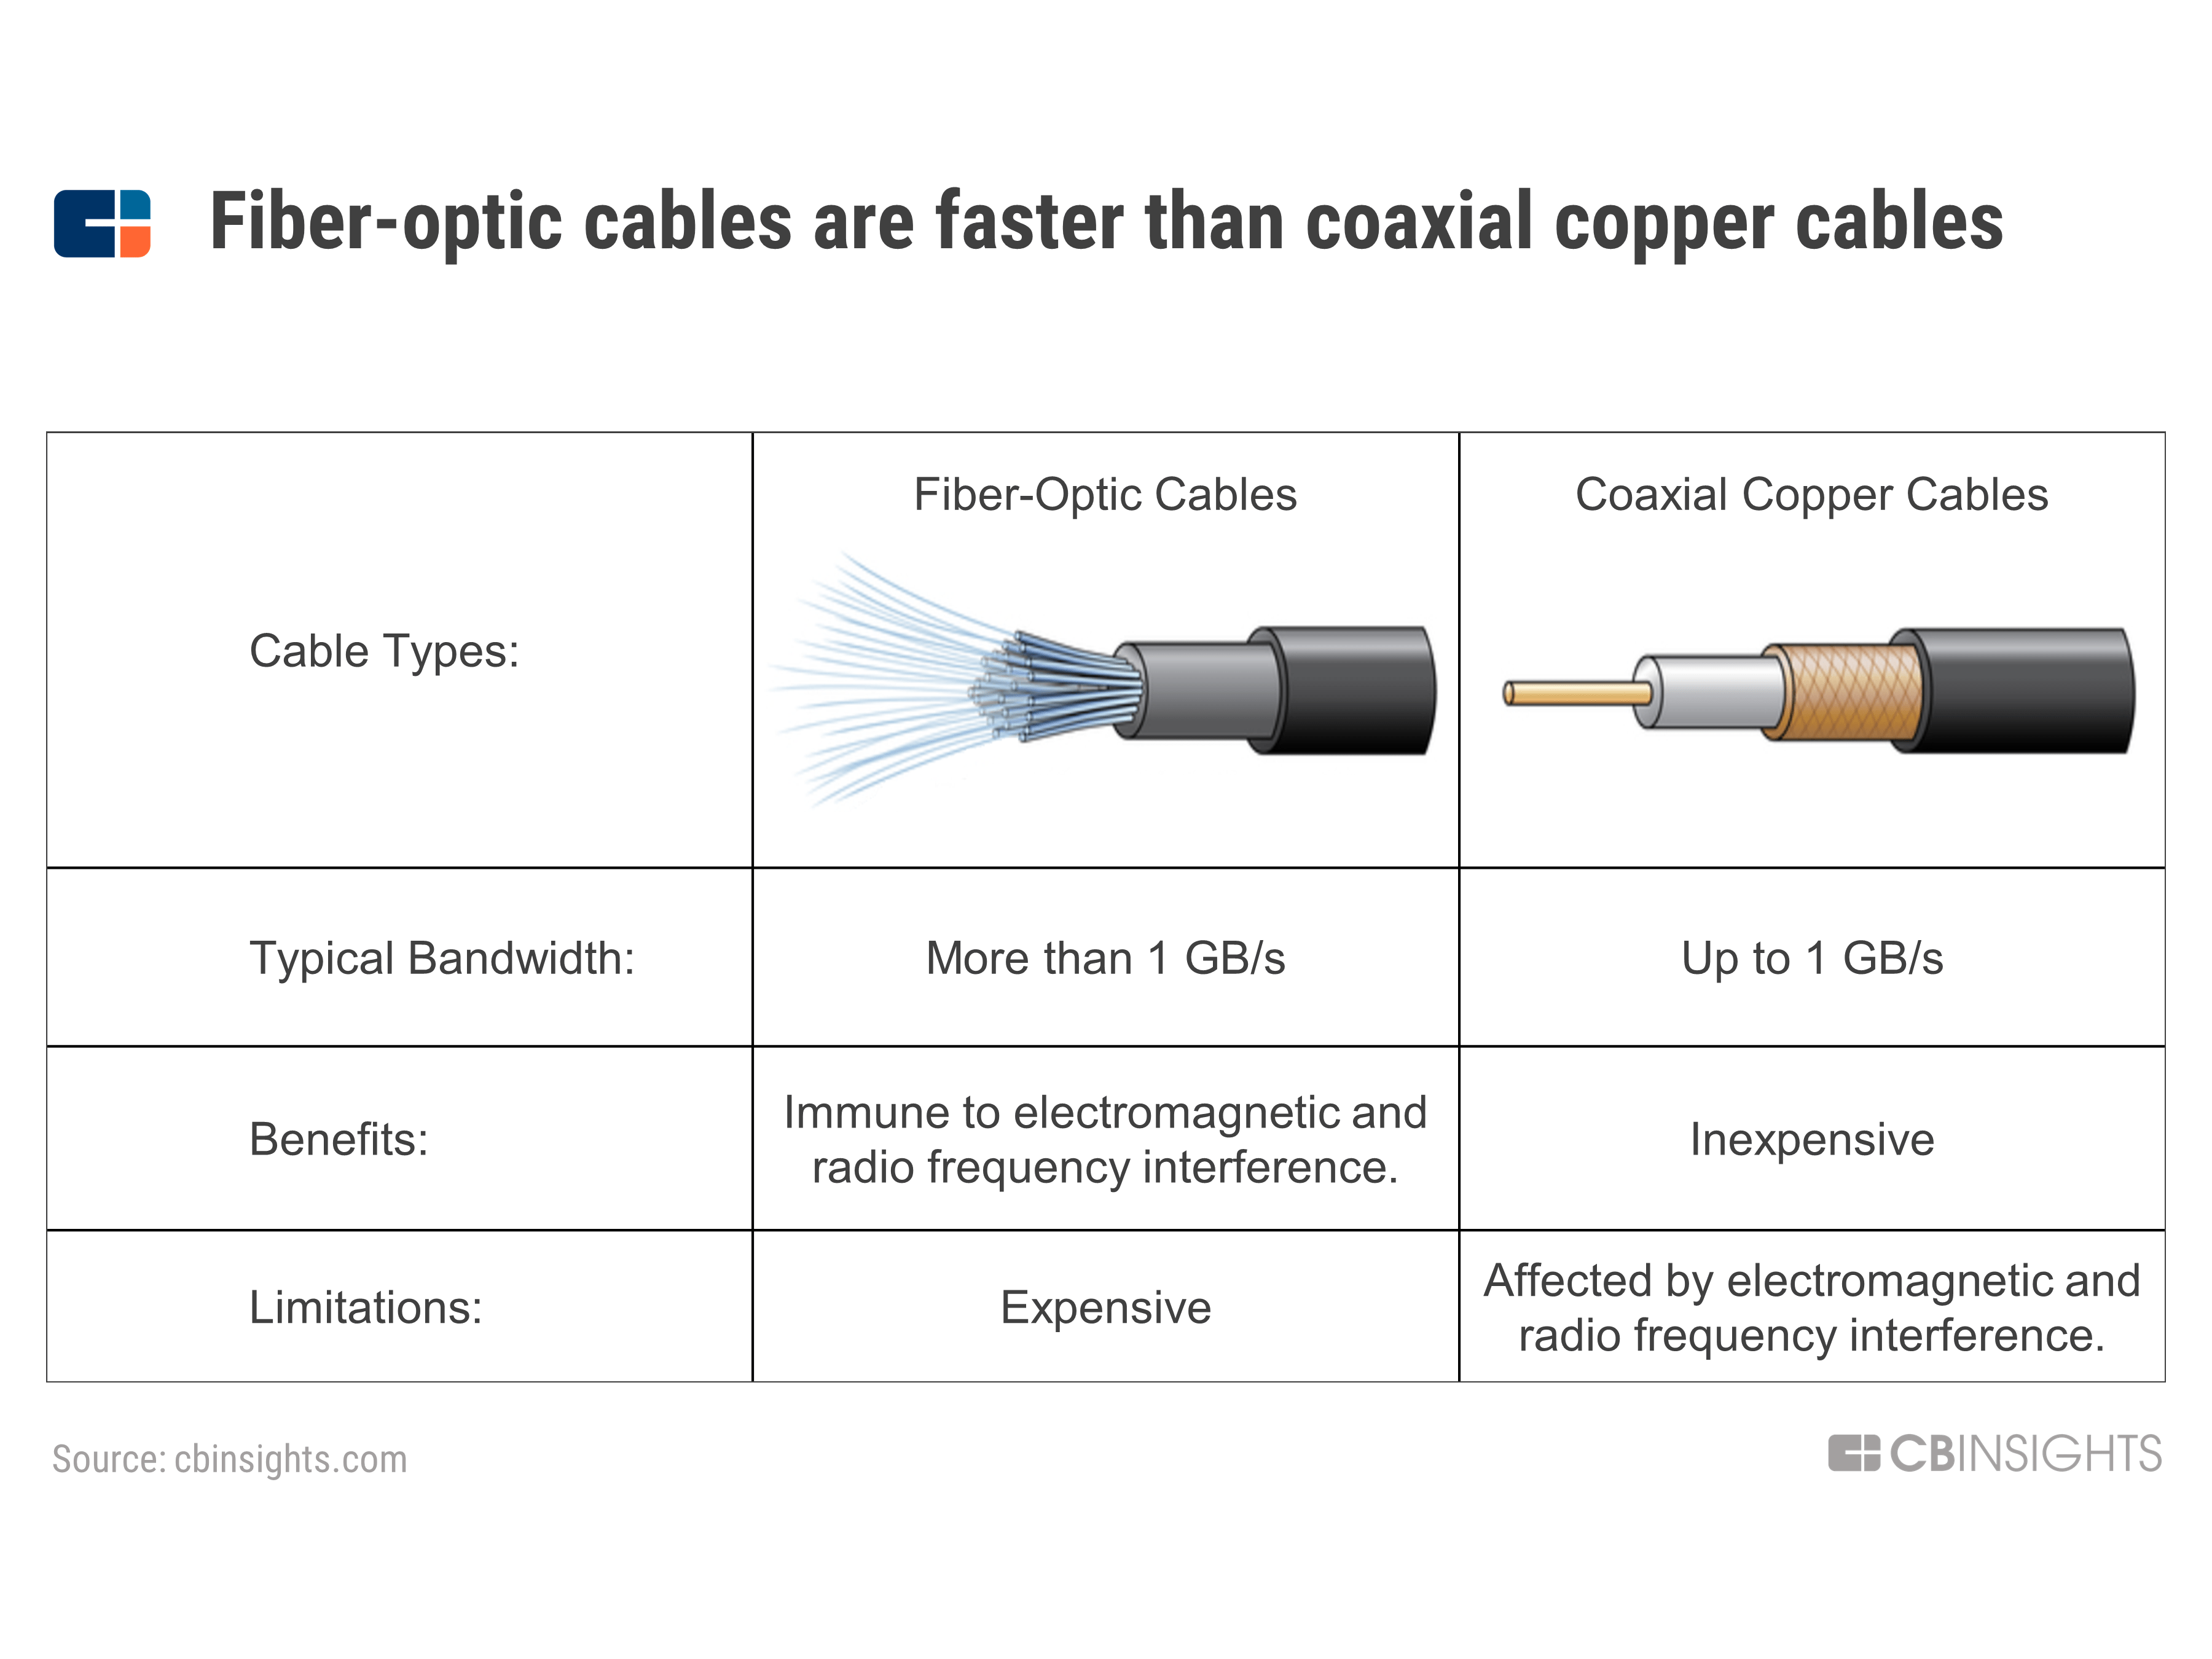 Fiber-optic cables are faster than coaxial copper cables
Fiber-Optic Cables
Coaxial Copper Cables
Cable Types:
Typical Bandwidth:
More than 1 GB/s
Up to 1 GB/s
Benefits:
Immune to electromagnetic and
radio frequency interference.
Inexpensive
Limitations:
Expensive
Affected by electromagnetic and
radio frequency interference.
Source: cbinsights.com
CBINSIGHTS